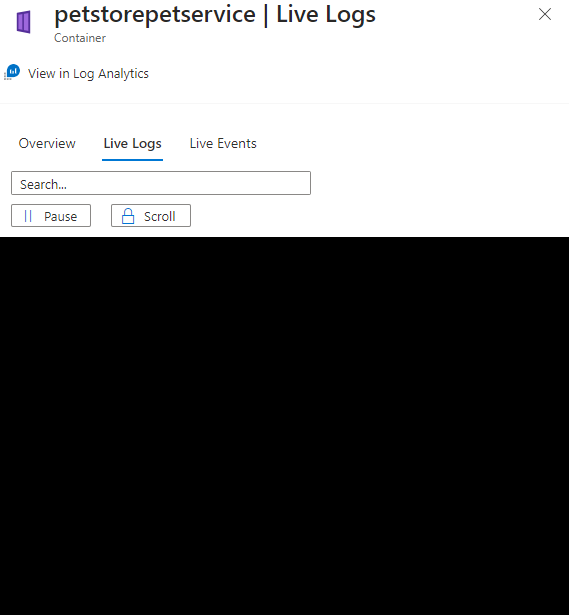 petstorepetservice | Live Logs
Container
View in Log Analytics
Overview Live Logs Live Events
Search...
Pause Scroll